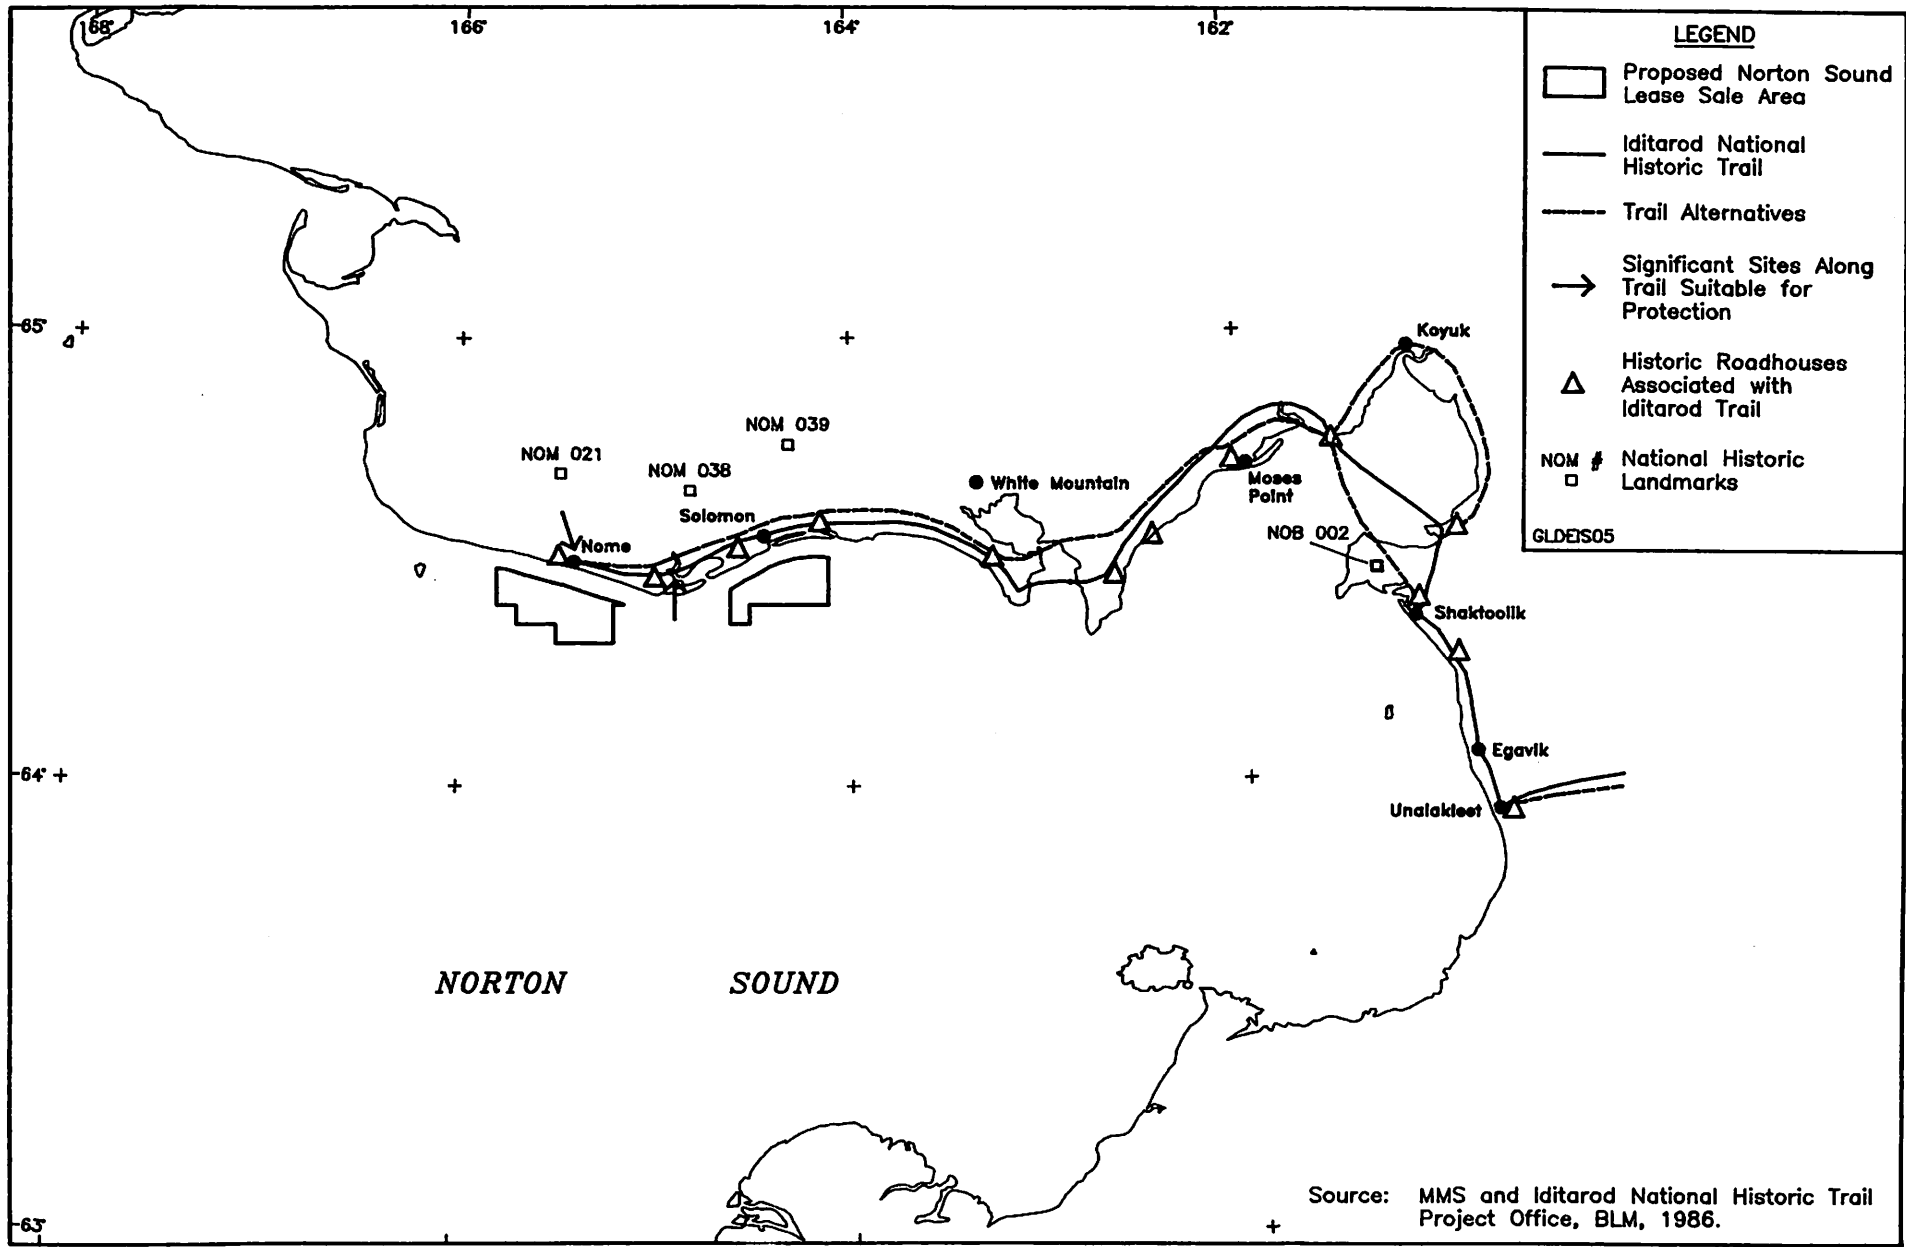 168°
166°
164°
162°
LEGEND
Proposed Norton Sound
Lease Sale Area
Iditarod National
Historic Trail
Trail Alternatives
Significant Sites Along
Trail Suitable for
Protection
Historic Roadhouses
Associated with
Iditarod Trail
NOM #
National Historic
Landmarks
GLDEIS05
65°
Koyuk
NOM 039
NOM 021
NOM 038
White Mountain
Moses
Point
Solomon
NOB 002
Nome
Shaktoolik
Egavik
64°
Unalakleet
NORTON SOUND
63°
Source: MMS and Iditarod National Historic Trail
Project Office, BLM, 1986.